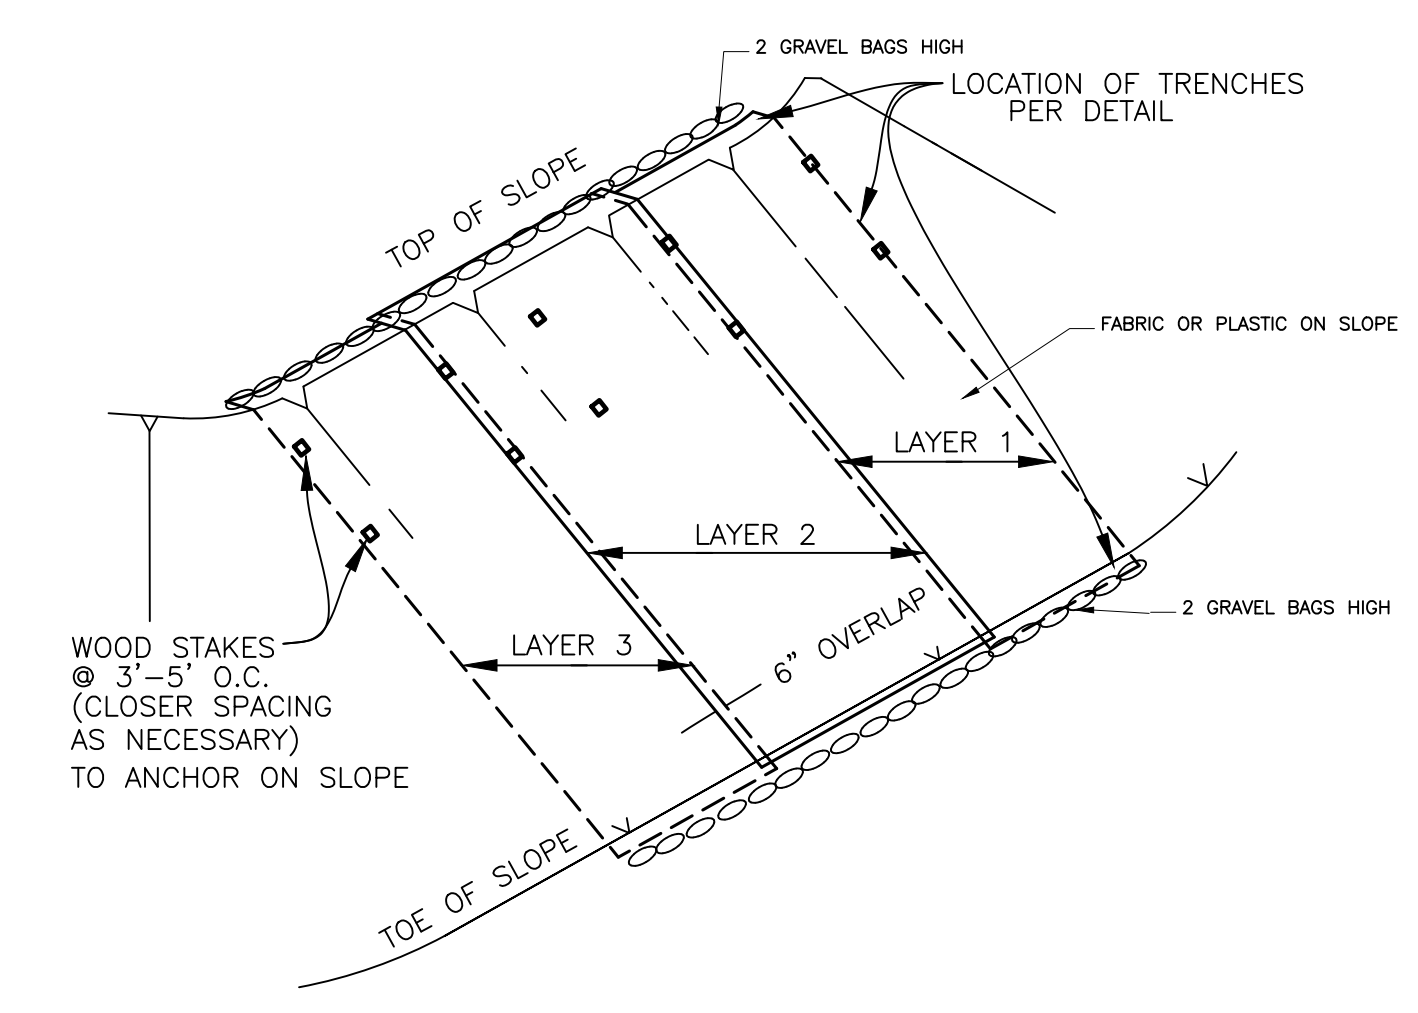 2 GRAVEL BAGS HIGH
LOCATION OF TRENCHES
PER DETAIL
TOP OF SLOPE
FABRIC OR PLASTIC ON SLOPE
LAYER 1
LAYER 2
2 GRAVEL BAGS HIGH
6” OVERLAP
LAYER 3
WOOD STAKES
@ 3’-5’ O.C.
(CLOSER SPACING
AS NECESSARY)
TO ANCHOR ON SLOPE
TOE OF SLOPE